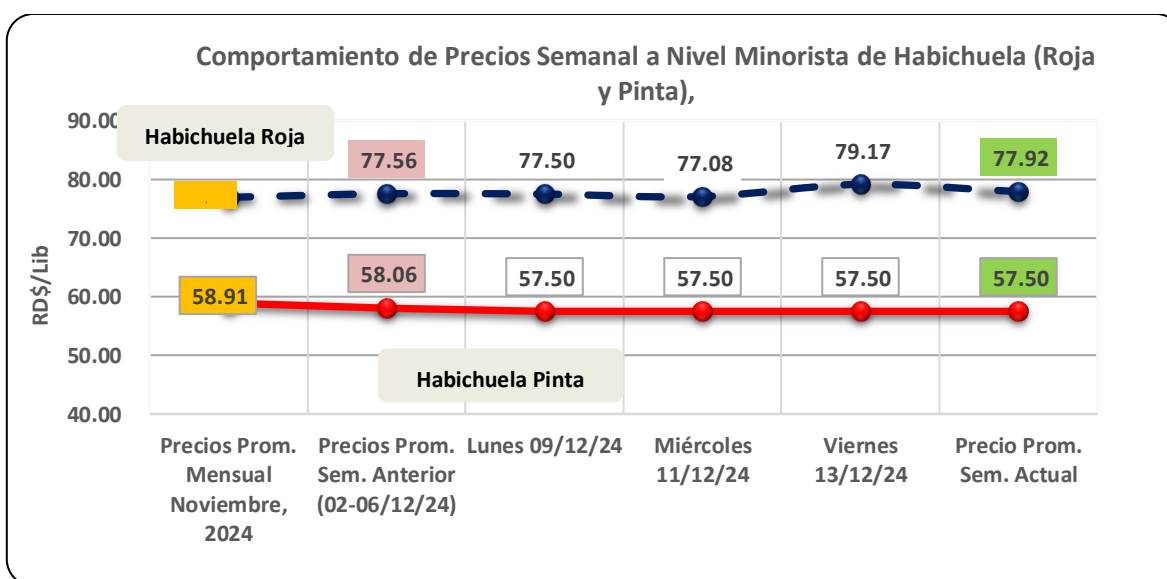 Comportamiento de Precios Semanal a Nivel Minorista de Habichuela (Roja
y Pinta),
90.00
80.00
70.00
60.00
50.00
40.00
RD$/Lib
Habichuela Roja
77.56
77.50
77.08
79.17
77.92
58.91
58.06
57.50
57.50
57.50
57.50
Habichuela Pinta
Precios Prom.
Mensual
Noviembre,
2024
Precios Prom.
Sem. Anterior
(02-06/12/24)
Lunes 09/12/24
Miércoles
11/12/24
Viernes
13/12/24
Precio Prom.
Sem. Actual